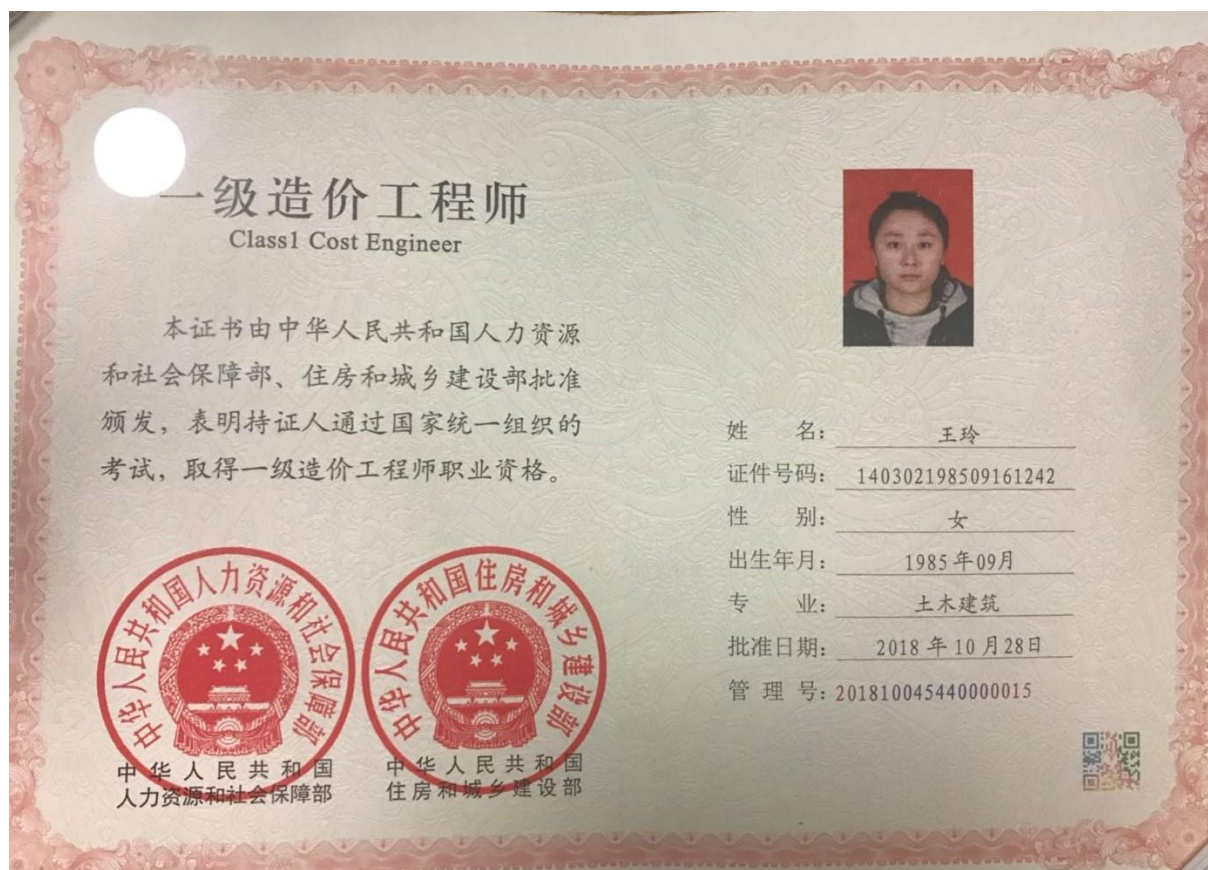 一级造价工程师
Class1 Cost Engineer
本证书由中华人民共和国人力资源
和社会保障部、住房和城乡建设部批准
颁发，表明持证人通过国家统一组织的
考试，取得一级造价工程师职业资格。
中华人民共和国人力资源和社会保障部
中华人民共和国住房和城乡建设部
中华人民共和国
人力资源和社会保障部
中华人民共和国
住房和城乡建设部
姓 名：王玲
证件号码：140302198509161242
性 别：女
出生年月：1985年09月
专 业：土木建筑
批准日期：2018年10月28日
管 理 号：201810045440000015